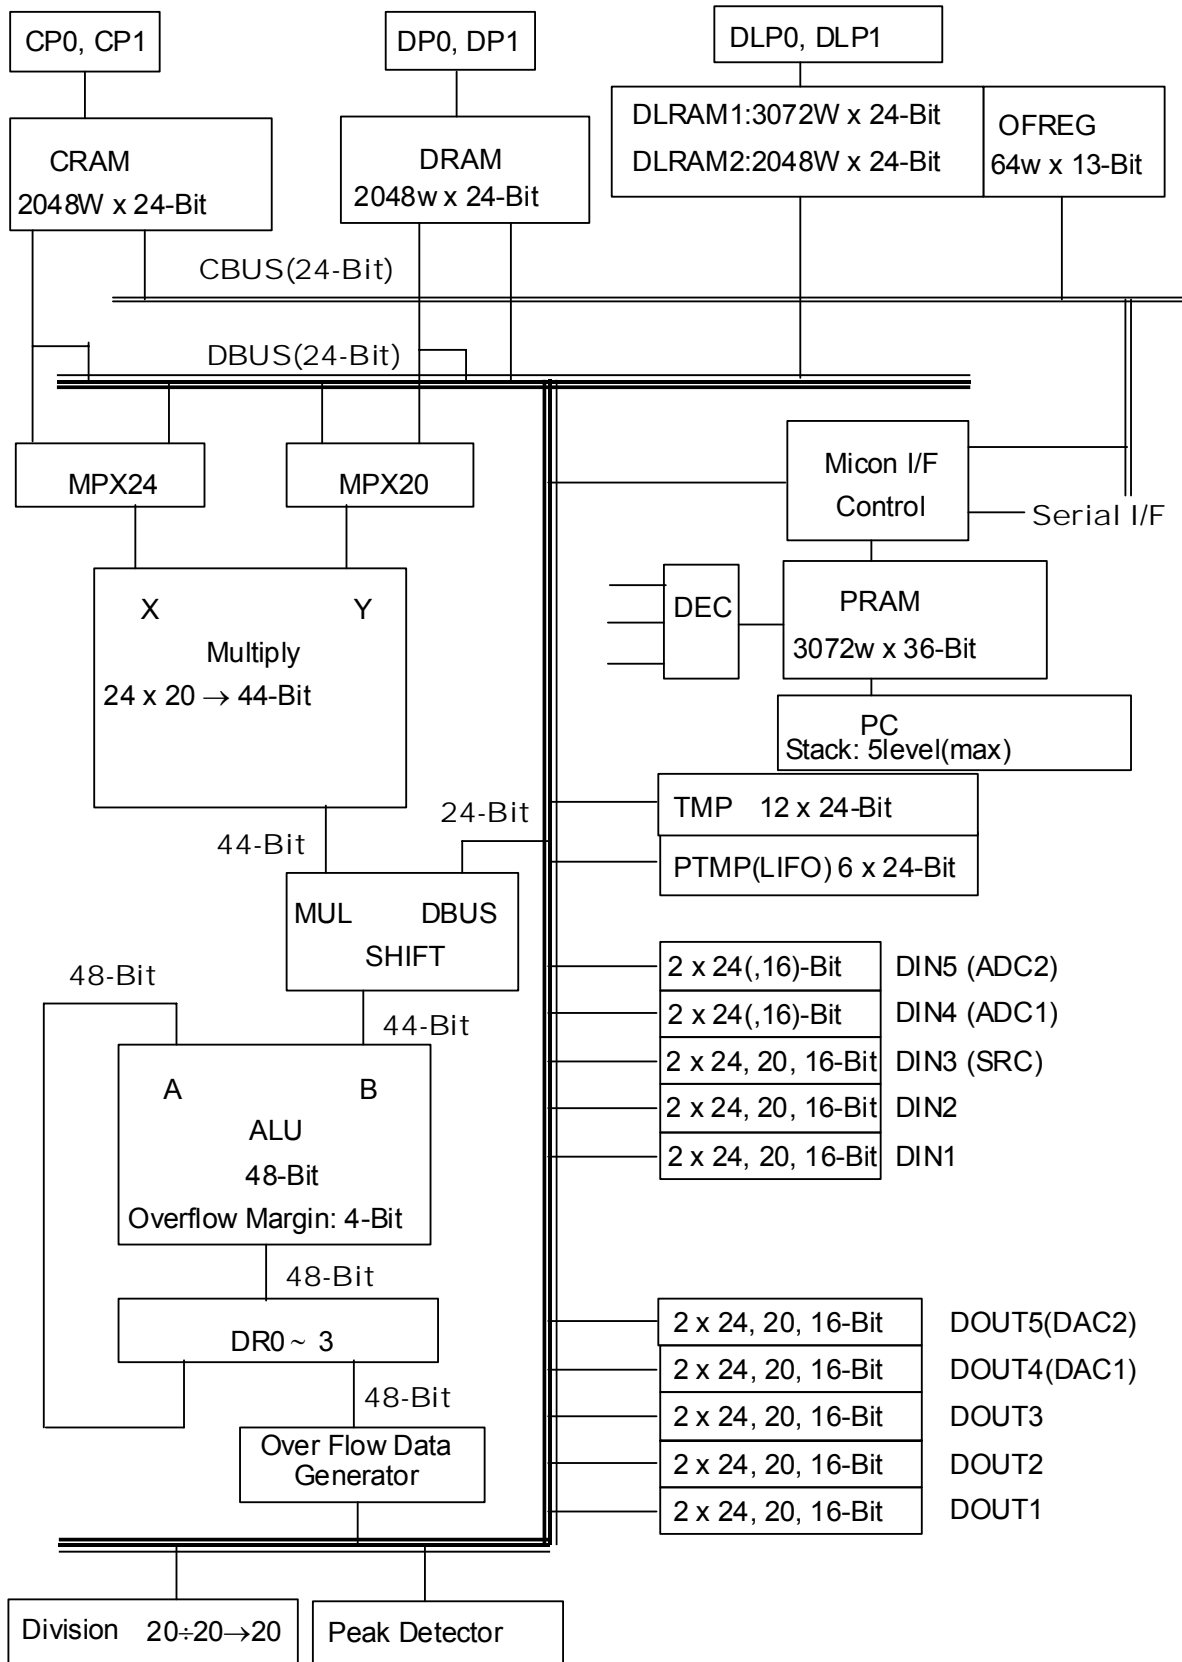 CP0, CP1
DP0, DP1
DLP0, DLP1
CRAM
2048W x 24-Bit
DRAM
2048w x 24-Bit
DLRAM1:3072W x 24-Bit
DLRAM2:2048W x 24-Bit
OFREG
64w x 13-Bit
CBUS(24-Bit)
DBUS(24-Bit)
MPX24
MPX20
Micon I/F
Control
Serial I/F
X Y
Multiply
24 x 20 → 44-Bit
DEC
PRAM
3072w x 36-Bit
PC
Stack: 5level(max)
TMP 12 x 24-Bit
PTMP(LIFO) 6 x 24-Bit
24-Bit
44-Bit
MUL DBUS
SHIFT
48-Bit
44-Bit
2 x 24(,16)-Bit DIN5 (ADC2)
2 x 24(,16)-Bit DIN4 (ADC1)
2 x 24, 20, 16-Bit DIN3 (SRC)
2 x 24, 20, 16-Bit DIN2
2 x 24, 20, 16-Bit DIN1
A B
ALU
48-Bit
Overflow Margin: 4-Bit
48-Bit
DR0 ~ 3
48-Bit
Over Flow Data
Generator
2 x 24, 20, 16-Bit DOUT5(DAC2)
2 x 24, 20, 16-Bit DOUT4(DAC1)
2 x 24, 20, 16-Bit DOUT3
2 x 24, 20, 16-Bit DOUT2
2 x 24, 20, 16-Bit DOUT1
Division 20÷20→20
Peak Detector